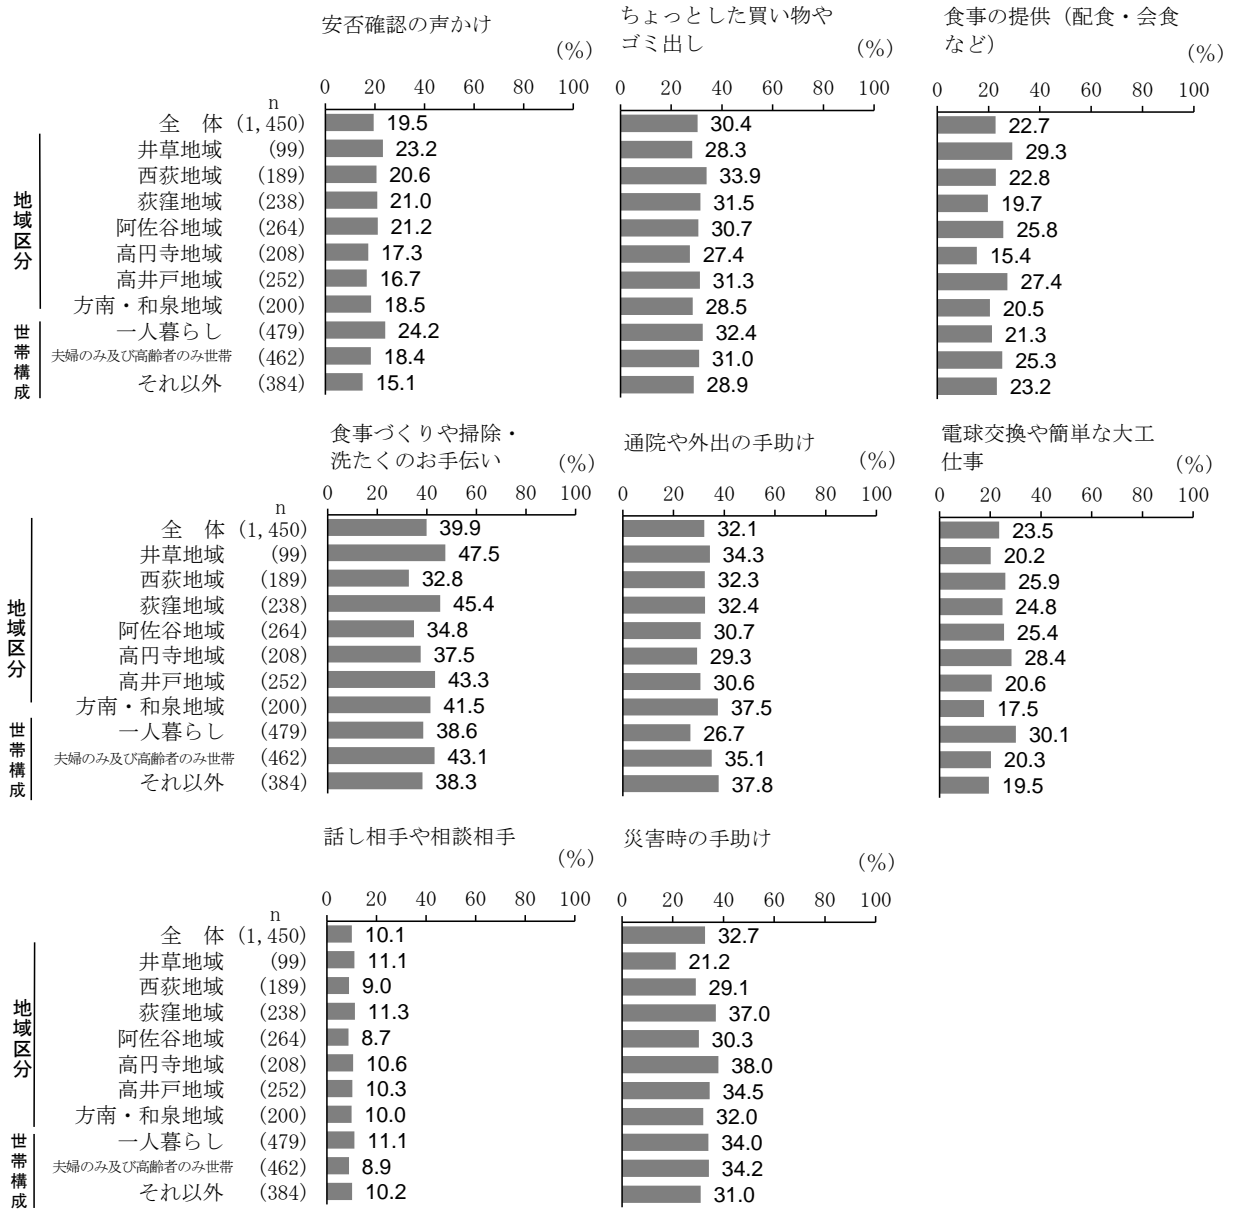 安否確認の声かけ
(%)
0 20 40 60 80 100
n
全 体 (1,450) 19.5
地域区分
井草地域 (99) 23.2
西荻地域 (189) 20.6
荻窪地域 (238) 21.0
阿佐谷地域 (264) 21.2
高円寺地域 (208) 17.3
高井戸地域 (252) 16.7
方南・和泉地域 (200) 18.5
世帯構成
一人暮らし (479) 24.2
夫婦のみ及び高齢者のみ世帯 (462) 18.4
それ以外 (384) 15.1
ちょっとした買い物や
ゴミ出し
(%)
0 20 40 60 80 100
30.4
28.3
33.9
31.5
30.7
27.4
31.3
28.5
32.4
31.0
28.9
食事の提供（配食・会食
など）
(%)
0 20 40 60 80 100
22.7
29.3
22.8
19.7
25.8
15.4
27.4
20.5
21.3
25.3
23.2
食事づくりや掃除・
洗たくのお手伝い
(%)
0 20 40 60 80 100
n
全 体 (1,450) 39.9
地域区分
井草地域 (99) 47.5
西荻地域 (189) 32.8
荻窪地域 (238) 45.4
阿佐谷地域 (264) 34.8
高円寺地域 (208) 37.5
高井戸地域 (252) 43.3
方南・和泉地域 (200) 41.5
世帯構成
一人暮らし (479) 38.6
夫婦のみ及び高齢者のみ世帯 (462) 43.1
それ以外 (384) 38.3
通院や外出の手助け
(%)
0 20 40 60 80 100
32.1
34.3
32.3
32.4
30.7
29.3
30.6
37.5
26.7
35.1
37.8
電球交換や簡単な大工
仕事
(%)
0 20 40 60 80 100
23.5
20.2
25.9
24.8
25.4
28.4
20.6
17.5
30.1
20.3
19.5
話し相手や相談相手
(%)
0 20 40 60 80 100
n
全 体 (1,450) 10.1
地域区分
井草地域 (99) 11.1
西荻地域 (189) 9.0
荻窪地域 (238) 11.3
阿佐谷地域 (264) 8.7
高円寺地域 (208) 10.6
高井戸地域 (252) 10.3
方南・和泉地域 (200) 10.0
世帯構成
一人暮らし (479) 11.1
夫婦のみ及び高齢者のみ世帯 (462) 8.9
それ以外 (384) 10.2
災害時の手助け
(%)
0 20 40 60 80 100
32.7
21.2
29.1
37.0
30.3
38.0
34.5
32.0
34.0
34.2
31.0